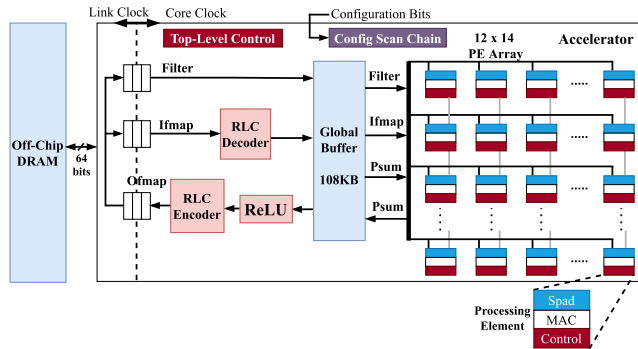 Link Clock
Core Clock
Configuration Bits
Top-Level Control
Config Scan Chain
12 x 14
PE Array
Accelerator
Filter
Filter
Off-Chip
DRAM
64
bits
Ifmap
RLC
Decoder
Global
Buffer
108KB
Ifmap
Psum
Psum
Ofmap
RLC
Encoder
ReLU
.....
.....
.....
.....
Processing
Element
Spad
MAC
Control